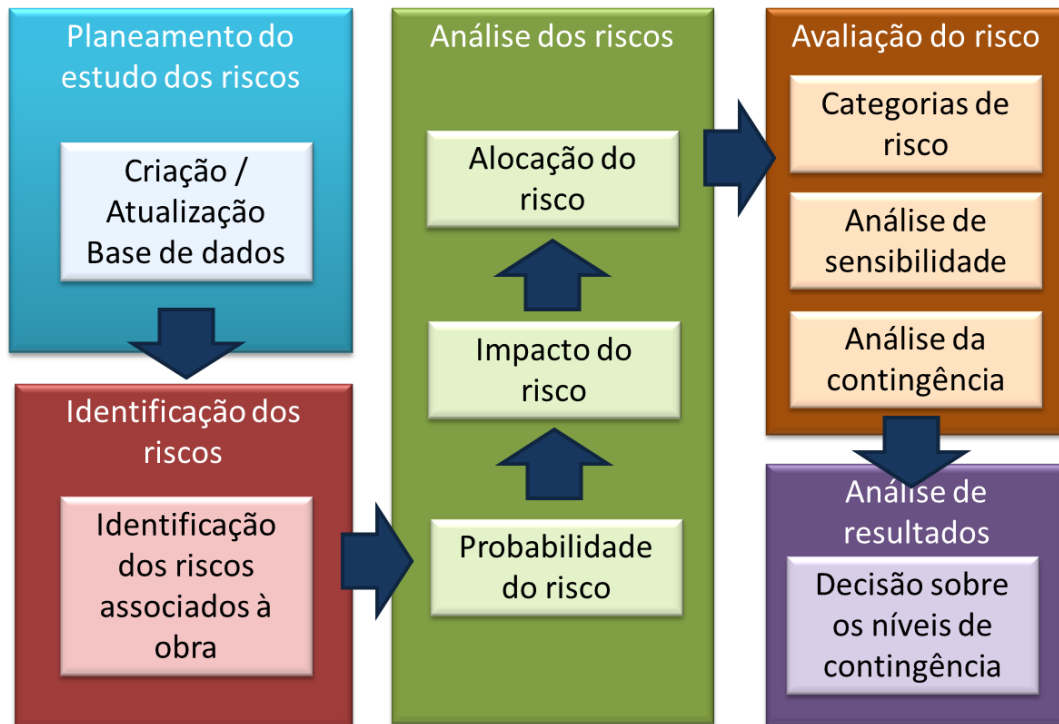 Planeamento do
estudo dos riscos
Criação /
Atualização
Base de dados
Identificação dos
riscos
Identificação
dos riscos
associados à
obra
Análise dos riscos
Alocação do
risco
Impacto do
risco
Probabilidade
do risco
Avaliação do risco
Categorias de
risco
Análise de
sensibilidade
Análise da
contingência
Análise de
resultados
Decisão sobre
os níveis de
contingência